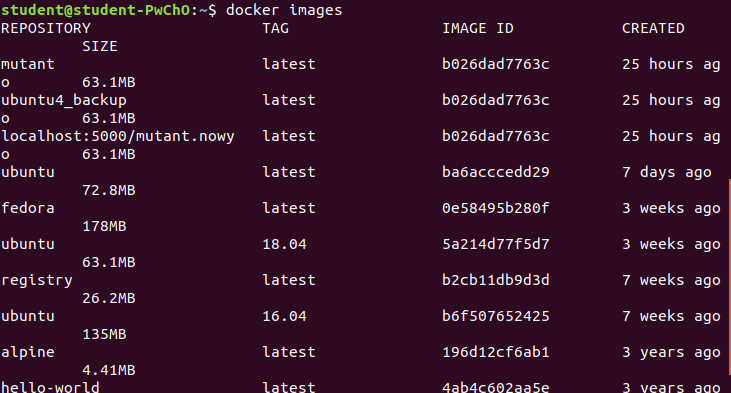 student@student-PwChO:~$ docker images
REPOSITORY TAG IMAGE ID CREATED
SIZE
mutant latest b026dad7763c 25 hours ag
o 63.1MB
ubuntu4_backup latest b026dad7763c 25 hours ag
o 63.1MB
localhost:5000/mutant.nowy latest b026dad7763c 25 hours ag
o 63.1MB
ubuntu latest ba6acccedd29 7 days ago
72.8MB
fedora latest 0e58495b280f 3 weeks ago
178MB
ubuntu 18.04 5a214d77f5d7 3 weeks ago
63.1MB
registry latest b2cb11db9d3d 7 weeks ago
26.2MB
ubuntu 16.04 b6f507652425 7 weeks ago
135MB
alpine latest 196d12cf6ab1 3 years ago
4.41MB
hello-world latest 4ab4c602aa5e 3 years ago